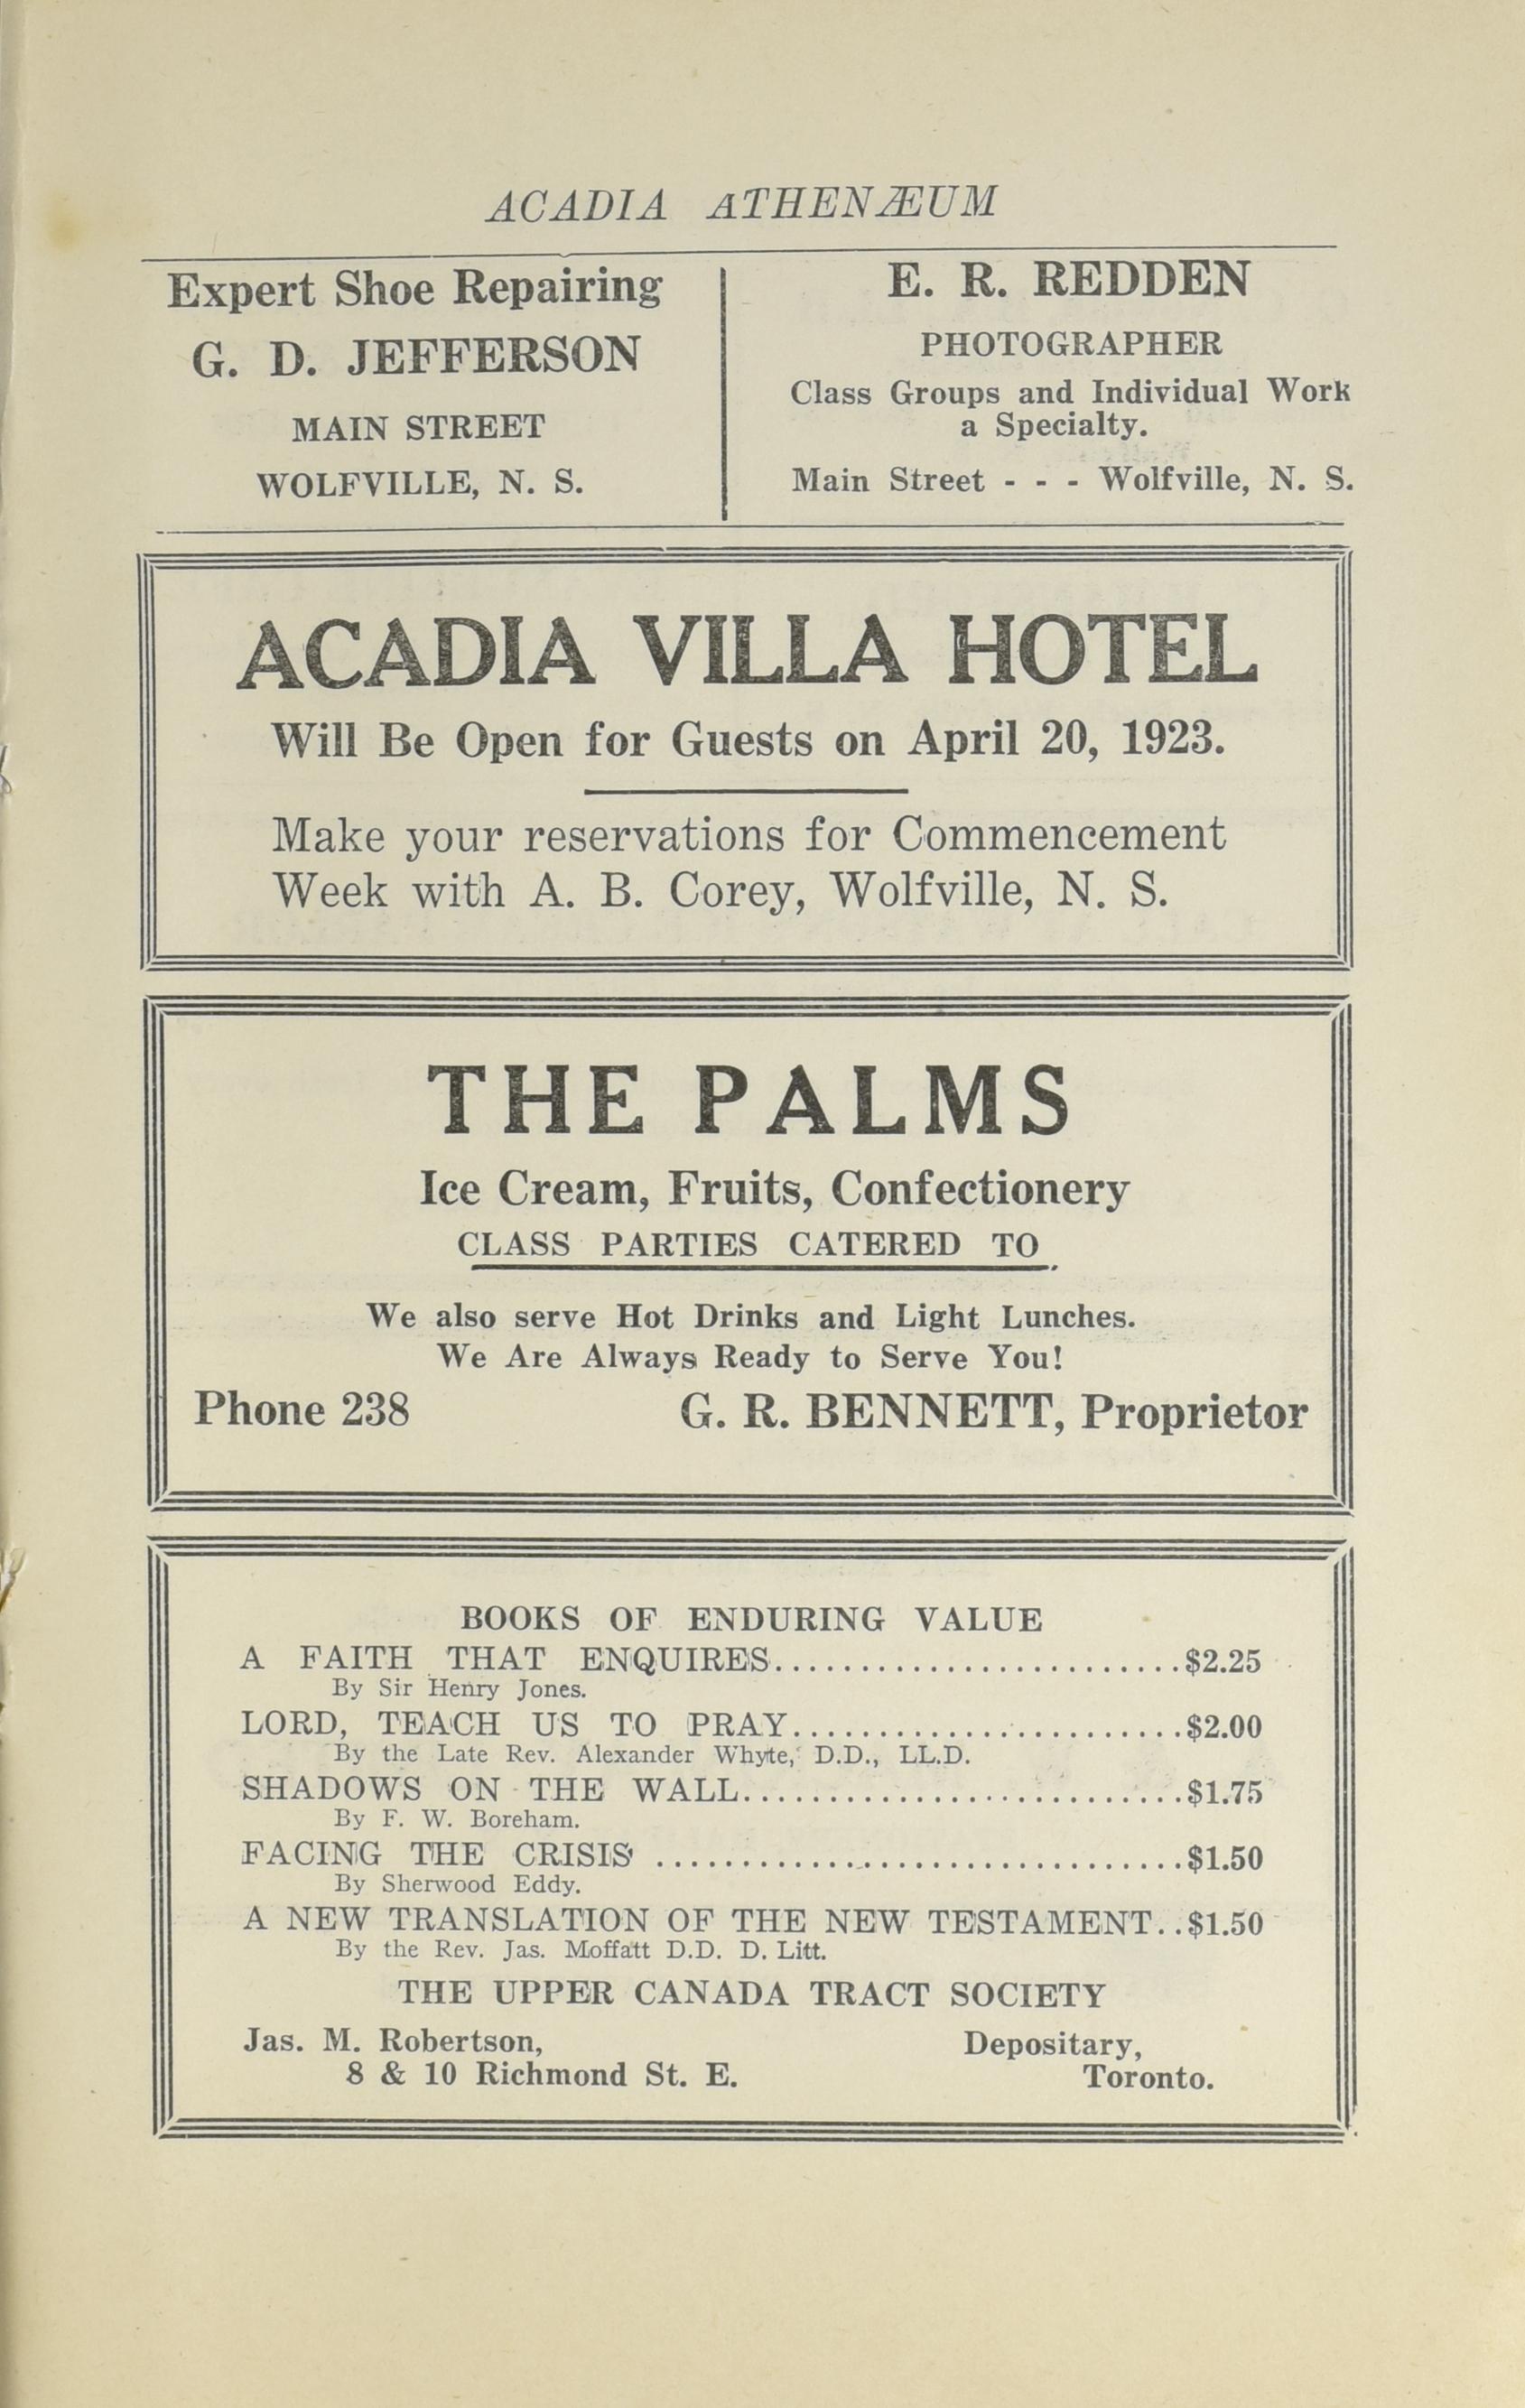 ACADIA ATHENÆUM
Expert Shoe Repairing
G. D. JEFFERSON
MAIN STREET
WOLFVILLE, N. S.
E. R. REDDEN
PHOTOGRAPHER
Class Groups and Individual Work
a Specialty.
Main Street - - - Wolfville, N. S.
ACADIA VILLA HOTEL
Will Be Open for Guests on April 20, 1923.
Make your reservations for Commencement
Week with A. B. Corey, Wolfville, N. S.
THE PALMS
Ice Cream, Fruits, Confectionery
CLASS PARTIES CATERED TO
We also serve Hot Drinks and Light Lunches.
We Are Always Ready to Serve You!
Phone 238 G. R. BENNETT, Proprietor
BOOKS OF ENDURING VALUE
A FAITH THAT ENQUIRES........................$2.25
By Sir Henry Jones.
LORD, TEACH US TO PRAY.......................$2.00
By the Late Rev. Alexander Whyte, D.D., LL.D.
SHADOWS ON THE WALL..........................$1.75
By F. W. Boreham.
FACING THE CRISIS ...............................$1.50
By Sherwood Eddy.
A NEW TRANSLATION OF THE NEW TESTAMENT..$1.50
By the Rev. Jas. Moffatt D.D. D. Litt.
THE UPPER CANADA TRACT SOCIETY
Jas. M. Robertson, Depositary,
8 & 10 Richmond St. E. Toronto.